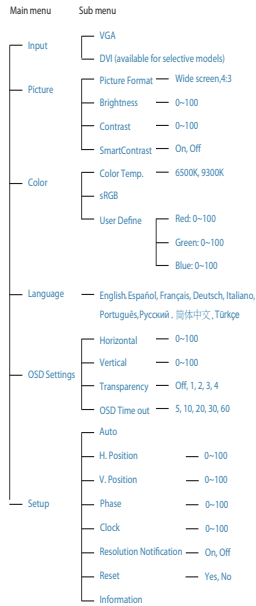 Main menu Sub menu
Input
VGA
DVI (available for selective models)
Picture
Picture Format Wide screen,4:3
Brightness 0~100
Contrast 0~100
SmartContrast On, Off
Color
Color Temp. 6500K, 9300K
sRGB
User Define Red: 0~100
Green: 0~100
Blue: 0~100
Language English.Español, Français, Deutsch, Italiano,
Português,Русский , 简体中文, Türkçe
OSD Settings
Horizontal 0~100
Vertical 0~100
Transparency Off, 1, 2, 3, 4
OSD Time out 5, 10, 20, 30, 60
Setup
Auto
H. Position 0~100
V. Position 0~100
Phase 0~100
Clock 0~100
Resolution Notification On, Off
Reset Yes, No
Information